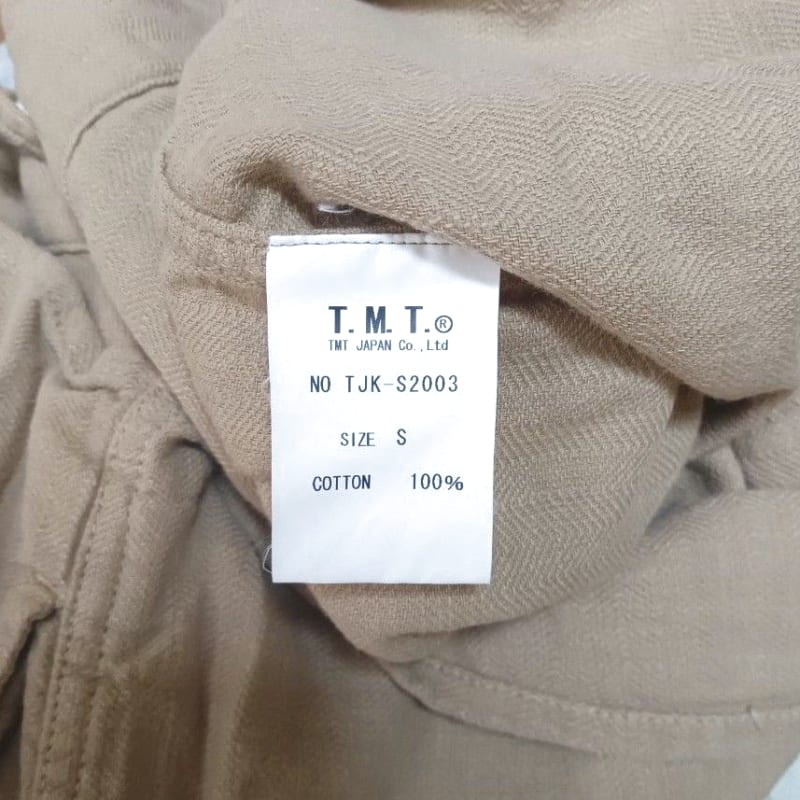 T.M.T.®
TMT JAPAN Co.,Ltd
NO TJK-S2003
SIZE S
COTTON 100%